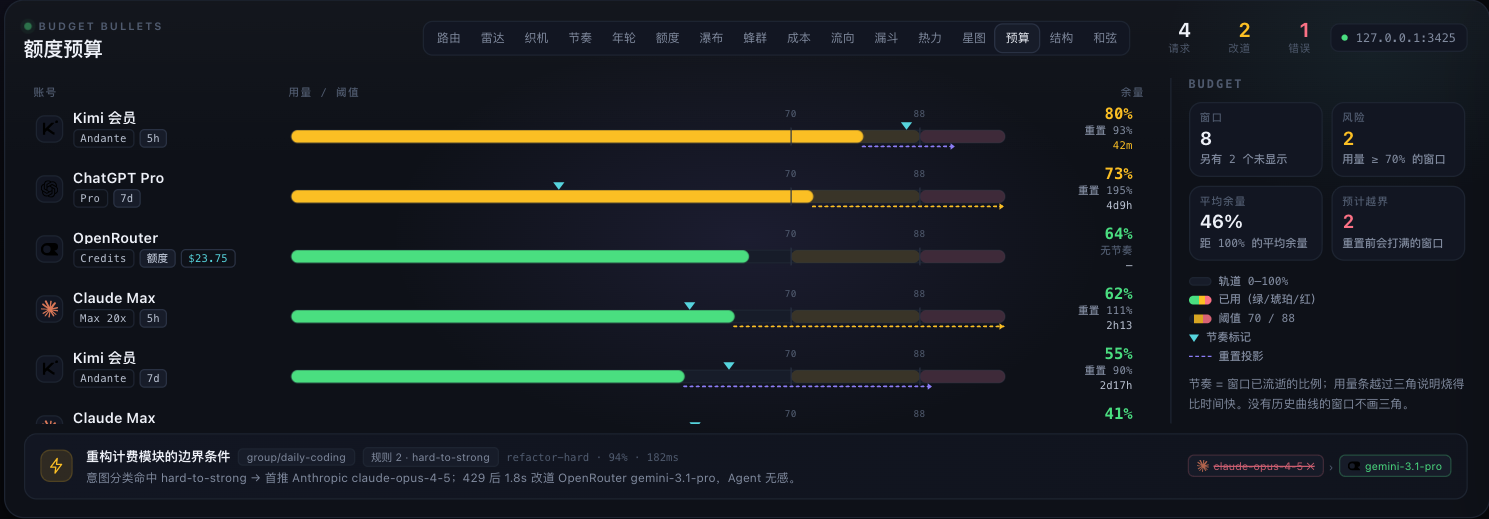 BUDGET BULLETS
额度预算
路由 雷达 织机 节奏 年轮 额度 瀑布 蜂群 成本 流向 漏斗 热力 星图 预算 结构 和弦
4 请求
2 改道
1 错误
127.0.0.1:3425
账号 用量 / 阈值 余量
Kimi 会员
Andante 5h
70 88
80%
重置 93%
42m
ChatGPT Pro
Pro 7d
70 88
73%
重置 195%
4d9h
OpenRouter
Credits 额度 $23.75
70 88
64%
无节奏
—
Claude Max
Max 20x 5h
70 88
62%
重置 111%
2h13
Kimi 会员
Andante 7d
70 88
55%
重置 90%
2d17h
Claude Max
70 88
41%
BUDGET
窗口
8
另有 2 个未显示
风险
2
用量 ≥ 70% 的窗口
平均余量
46%
距 100% 的平均余量
预计越界
2
重置前会打满的窗口
轨道 0—100%
已用 (绿/琥珀/红)
阈值 70 / 88
节奏标记
重置投影
节奏 = 窗口已流逝的比例; 用量条越过三角说明烧得
比时间快。没有历史曲线的窗口不画三角。
重构计费模块的边界条件 group/daily-coding 规则 2 · hard-to-strong refactor-hard · 94% · 182ms
意图分类命中 hard-to-strong → 首推 Anthropic claude-opus-4-5; 429 后 1.8s 改道 OpenRouter gemini-3.1-pro, Agent 无感。
claude-opus-4-5 ✕ › gemini-3.1-pro